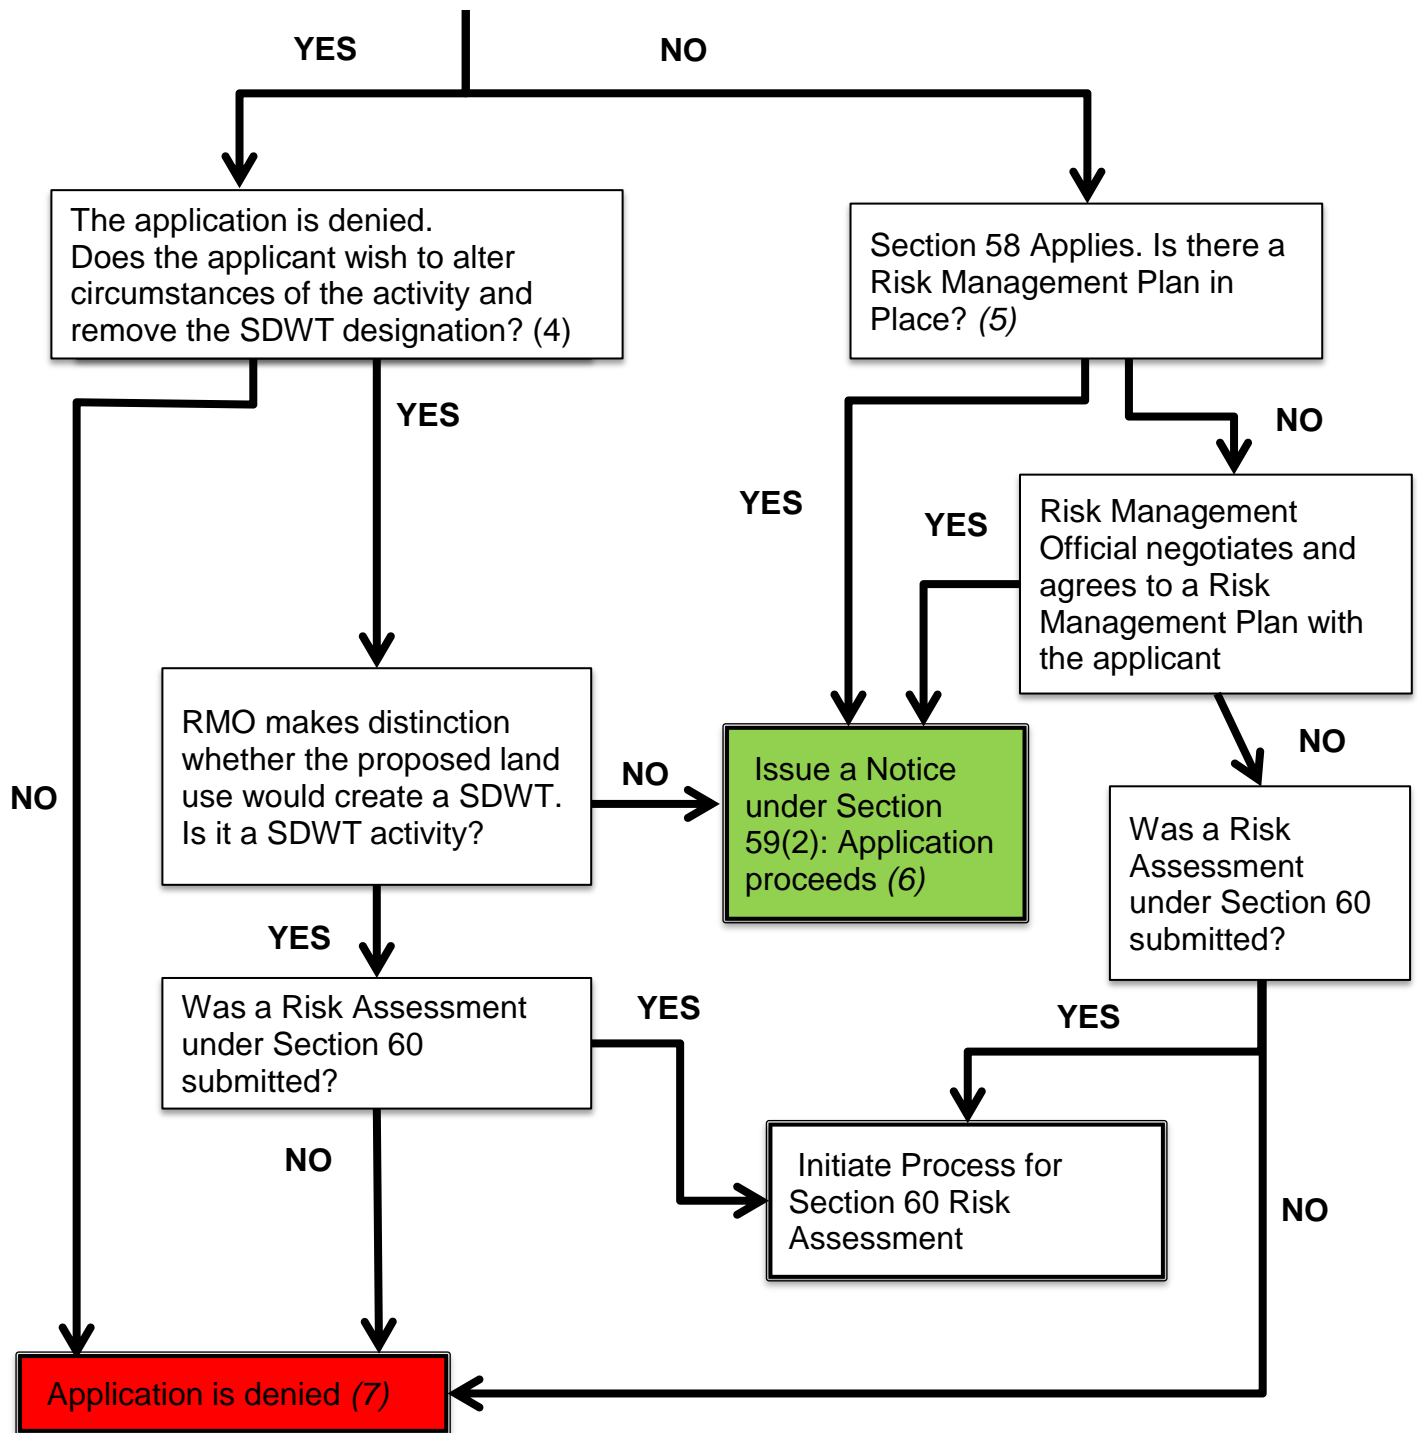 YES
NO
The application is denied.
Does the applicant wish to alter
circumstances of the activity and
remove the SDWT designation? (4)
Section 58 Applies. Is there a
Risk Management Plan in
Place? (5)
YES
NO
YES
YES
Risk Management
Official negotiates and
agrees to a Risk
Management Plan with
the applicant
RMO makes distinction
whether the proposed land
use would create a SDWT.
Is it a SDWT activity?
NO
NO
Issue a Notice
under Section
59(2): Application
proceeds (6)
NO
Was a Risk
Assessment
under Section 60
submitted?
YES
Was a Risk Assessment
under Section 60
submitted?
YES
YES
NO
Initiate Process for
Section 60 Risk
Assessment
NO
Application is denied (7)